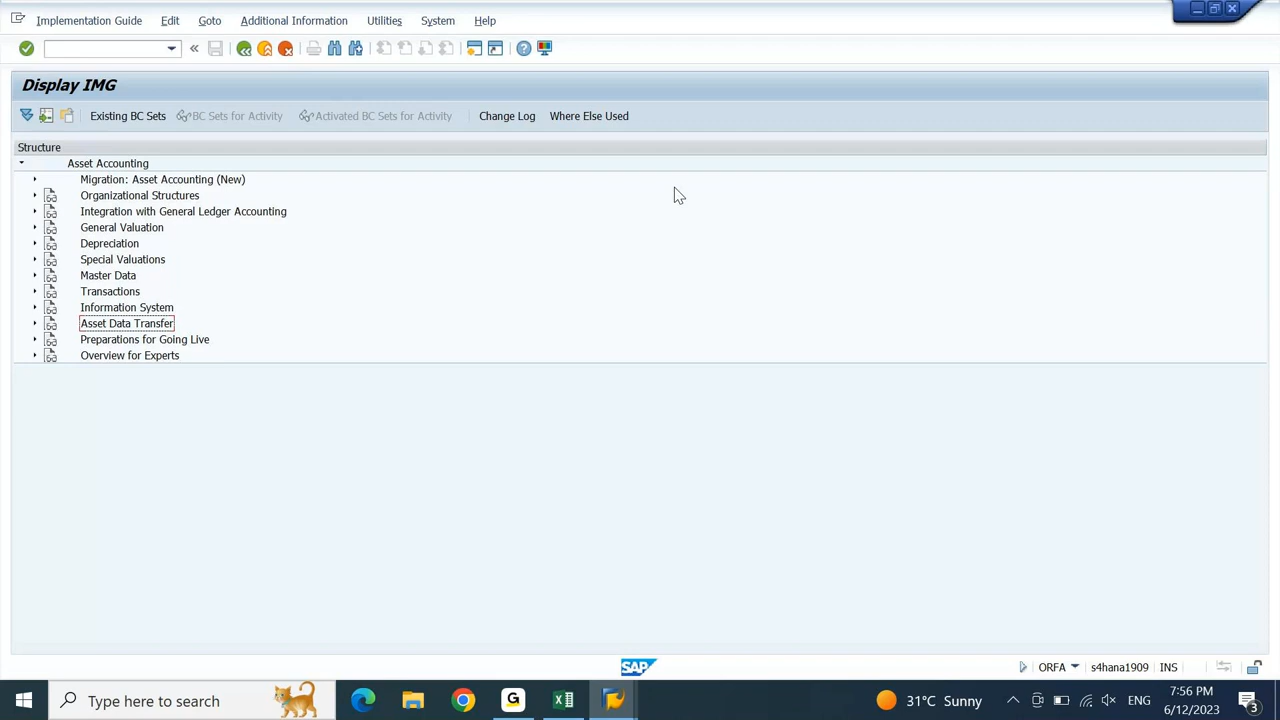 Implementation Guide Edit Goto Additional Information Utilities System Help
Display IMG
Existing BC Sets BC Sets for Activity Activated BC Sets for Activity Change Log Where Else Used
Structure
Asset Accounting
Migration: Asset Accounting (New)
Organizational Structures
Integration with General Ledger Accounting
General Valuation
Depreciation
Special Valuations
Master Data
Transactions
Information System
Asset Data Transfer
Preparations for Going Live
Overview for Experts
SAP ORFA s4hana1909 INS
Type here to search 31°C Sunny ENG 7:56 PM
6/12/2023 3